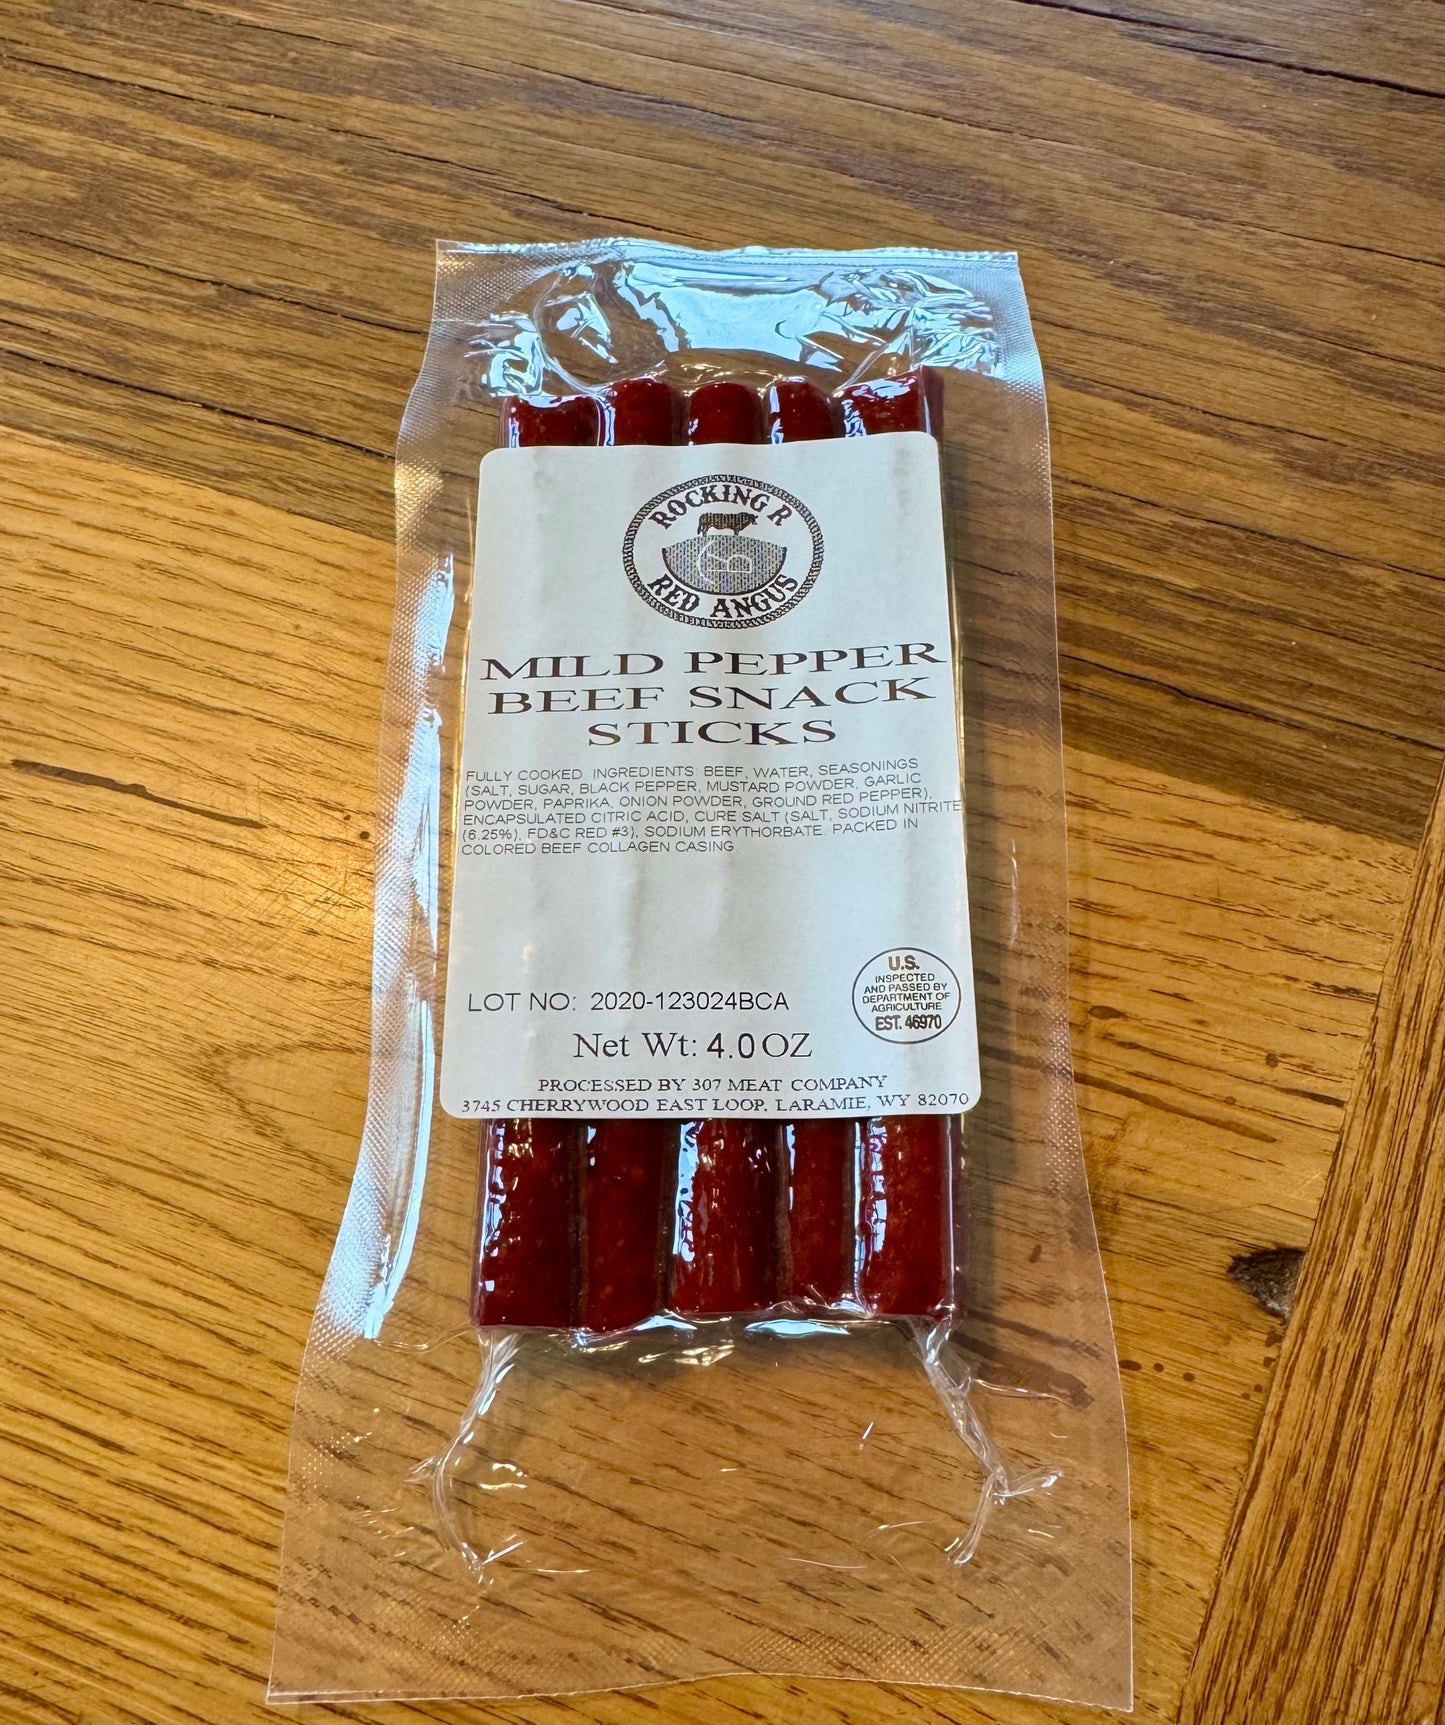 ROCKING R
RED ANGUS
MILD PEPPER
BEEF SNACK
STICKS
FULLY COOKED. INGREDIENTS: BEEF, WATER, SEASONINGS
(SALT, SUGAR, BLACK PEPPER, MUSTARD POWDER, GARLIC
POWDER, PAPRIKA, ONION POWDER, GROUND RED PEPPER),
ENCAPSULATED CITRIC ACID, CURE SALT (SALT, SODIUM NITRITE
(6.25%), FD&C RED #3), SODIUM ERYTHORBATE. PACKED IN
COLORED BEEF COLLAGEN CASING.
U.S.
INSPECTED
AND PASSED BY
DEPARTMENT OF
AGRICULTURE
EST. 46970
LOT NO: 2020-123024BCA
Net Wt: 4.0 OZ
PROCESSED BY 307 MEAT COMPANY
3745 CHERRYWOOD EAST LOOP, LARAMIE, WY 82070